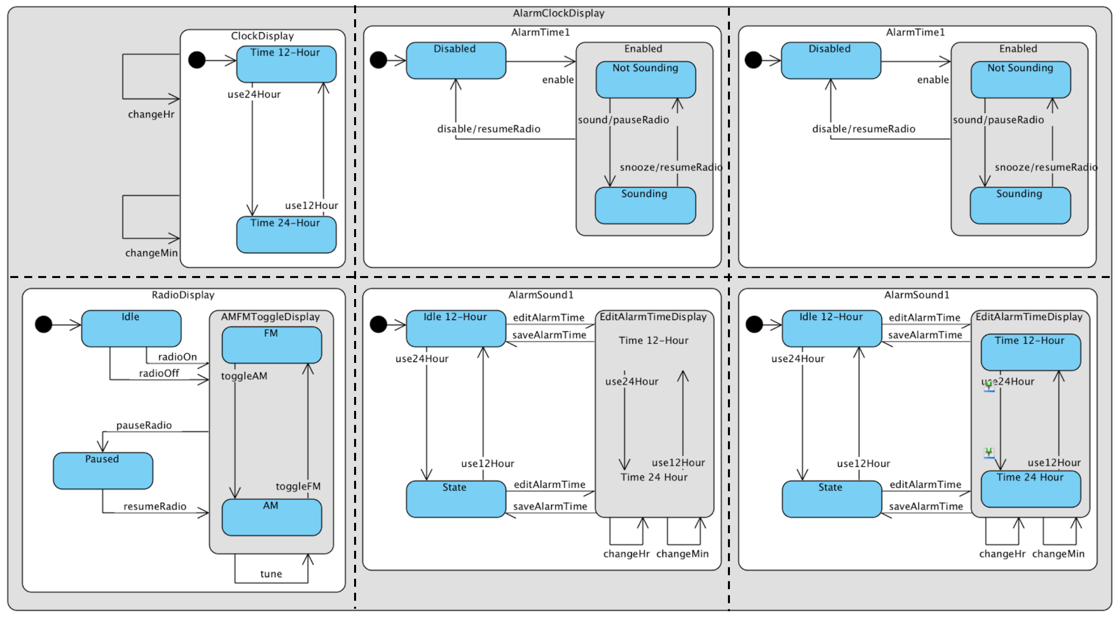 AlarmClockDisplay
ClockDisplay
Time 12-Hour
use24Hour
changeHr
use12Hour
Time 24-Hour
changeMin
AlarmTime1
Disabled
enable
Enabled
Not Sounding
sound/pauseRadio
disable/resumeRadio
snooze/resumeRadio
Sounding
AlarmTime1
Disabled
enable
Enabled
Not Sounding
sound/pauseRadio
disable/resumeRadio
snooze/resumeRadio
Sounding
RadioDisplay
Idle
AMFMToggleDisplay
FM
radioOn
radioOff
toggleAM
pauseRadio
Paused
toggleFM
resumeRadio
AM
tune
AlarmSound1
Idle 12-Hour
editAlarmTime
saveAlarmTime
EditAlarmTimeDisplay
Time 12-Hour
use24Hour
use24Hour
use12Hour
use12Hour
Time 24 Hour
State
editAlarmTime
saveAlarmTime
changeHr
changeMin
AlarmSound1
Idle 12-Hour
editAlarmTime
saveAlarmTime
EditAlarmTimeDisplay
Time 12-Hour
use24Hour
use24Hour
use12Hour
use12Hour
Time 24 Hour
State
editAlarmTime
saveAlarmTime
changeHr
changeMin